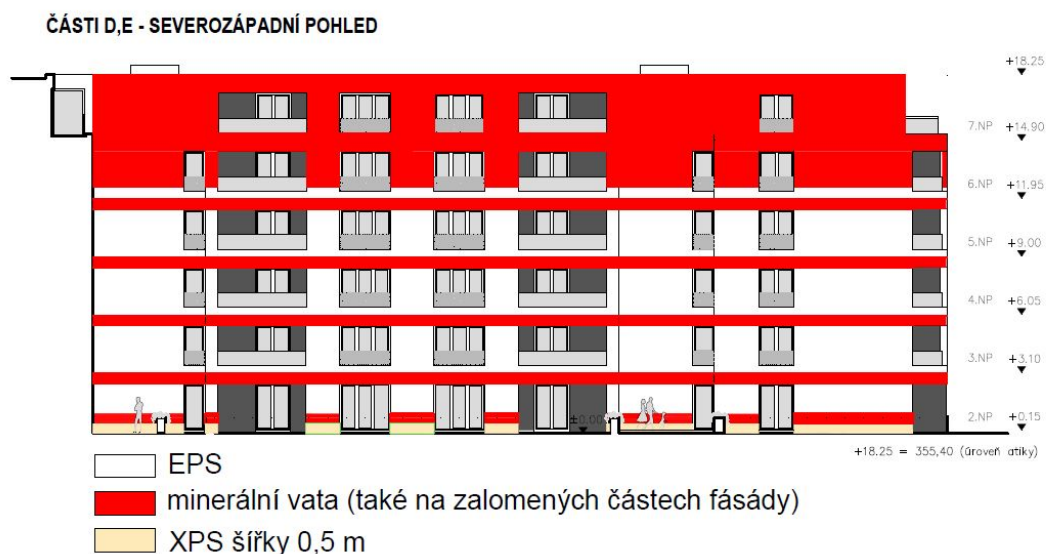 ČÁSTI D,E - SEVEROZÁPADNÍ POHLED
+18.25
7.NP +14.90
6.NP +11.95
5.NP +9.00
4.NP +6.05
3.NP +3.10
2.NP +0.15
±0.00
+18.25 = 355,40 (úroveň atiky)
EPS
minerální vata (také na zalomených částech fásády)
XPS šířky 0,5 m